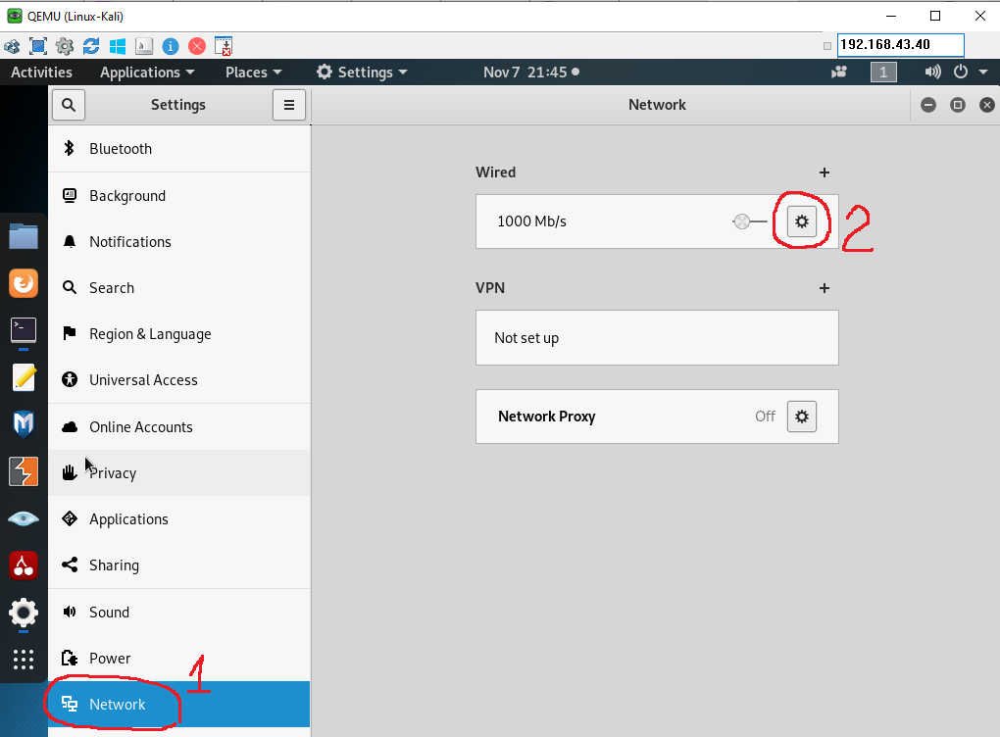 QEMU (Linux-Kali)
192.168.43.40
Activities Applications Places Settings Nov 7 21:45 1
Settings Network
Bluetooth
Background
Notifications
Search
Region & Language
Universal Access
Online Accounts
Privacy
Applications
Sharing
Sound
Power
Network
1
Wired +
1000 Mb/s
2
VPN +
Not set up
Network Proxy Off